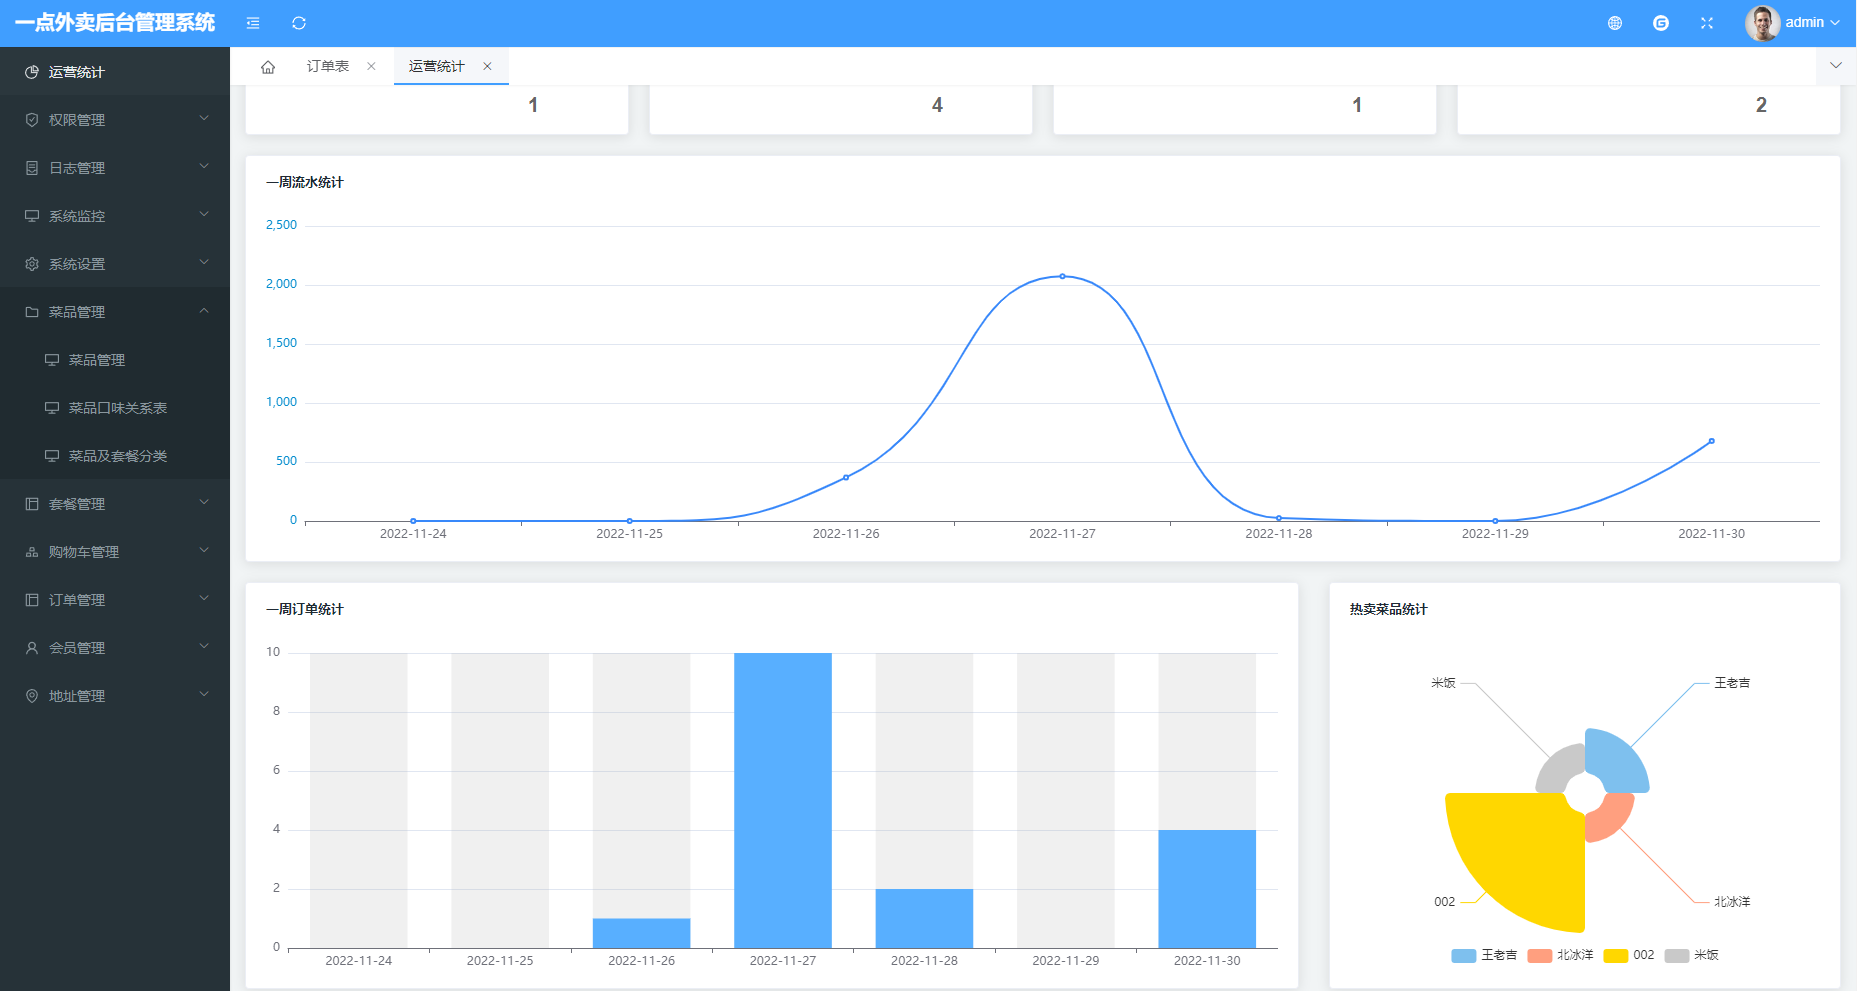 一点外卖后台管理系统
admin
运营统计
权限管理
日志管理
系统监控
系统设置
菜品管理
菜品管理
菜品口味关系表
菜品及套餐分类
套餐管理
购物车管理
订单管理
会员管理
地址管理
订单表
运营统计
1
4
1
2
一周流水统计
2,500
2,000
1,500
1,000
500
0
2022-11-24
2022-11-25
2022-11-26
2022-11-27
2022-11-28
2022-11-29
2022-11-30
一周订单统计
10
8
6
4
2
0
2022-11-24
2022-11-25
2022-11-26
2022-11-27
2022-11-28
2022-11-29
2022-11-30
热卖菜品统计
米饭
王老吉
002
北冰洋
王老吉
北冰洋
002
米饭